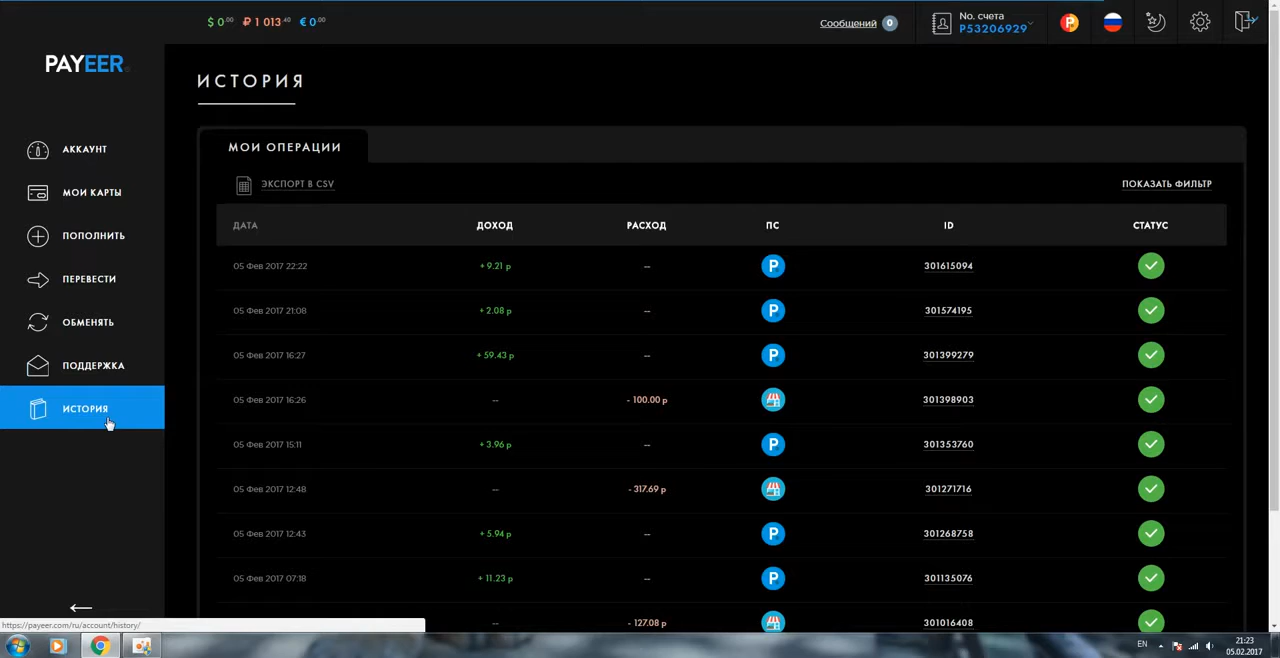 $ 0.00 ₽ 1 013.40 € 0.00
Сообщений 0
No. счета
P53206929
PAYEER
ИСТОРИЯ
АККАУНТ
МОИ КАРТЫ
ПОПОЛНИТЬ
ПЕРЕВЕСТИ
ОБМЕНЯТЬ
ПОДДЕРЖКА
ИСТОРИЯ
МОИ ОПЕРАЦИИ
ЭКСПОРТ В CSV ПОКАЗАТЬ ФИЛЬТР
ДАТА ДОХОД РАСХОД ПС ID СТАТУС
05 Фев 2017 22:22 + 9.21 р -- P 301615094
05 Фев 2017 21:08 + 2.08 р -- P 301574195
05 Фев 2017 16:27 + 59.43 р -- P 301399279
05 Фев 2017 16:26 -- - 100.00 р 301398903
05 Фев 2017 15:11 + 3.96 р -- P 301353760
05 Фев 2017 12:48 -- - 317.69 р 301271716
05 Фев 2017 12:43 + 5.94 р -- P 301268758
05 Фев 2017 07:18 + 11.23 р -- P 301135076
-- - 127.08 р 301016408
https://payeer.com/ru/account/history/
EN 21:23
05.02.2017